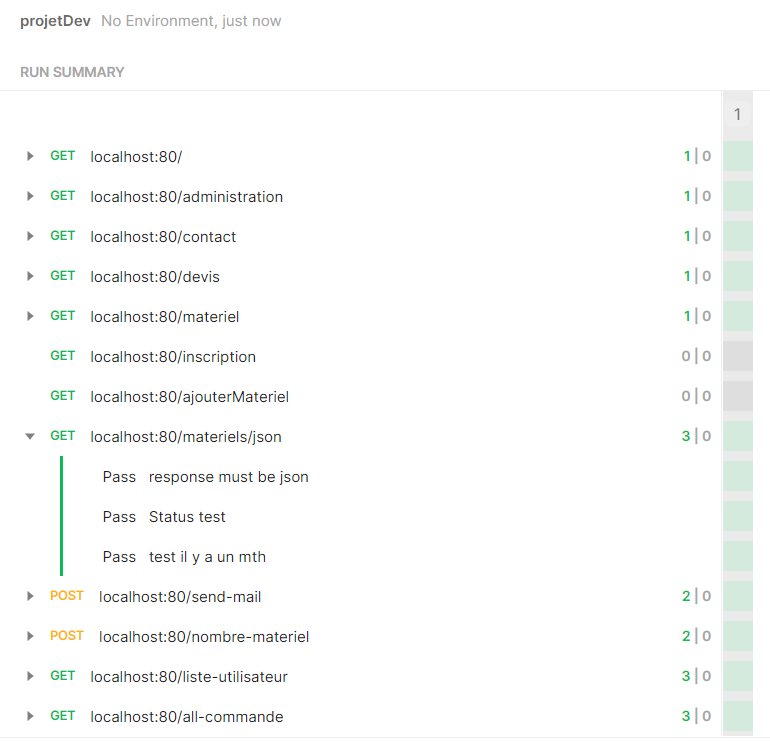 projetDev No Environment, just now
RUN SUMMARY
1
GET localhost:80/ 1 | 0
GET localhost:80/administration 1 | 0
GET localhost:80/contact 1 | 0
GET localhost:80/devis 1 | 0
GET localhost:80/materiel 1 | 0
GET localhost:80/inscription 0 | 0
GET localhost:80/ajouterMateriel 0 | 0
GET localhost:80/materiels/json 3 | 0
Pass response must be json
Pass Status test
Pass test il y a un mth
POST localhost:80/send-mail 2 | 0
POST localhost:80/nombre-materiel 2 | 0
GET localhost:80/liste-utilisateur 3 | 0
GET localhost:80/all-commande 3 | 0